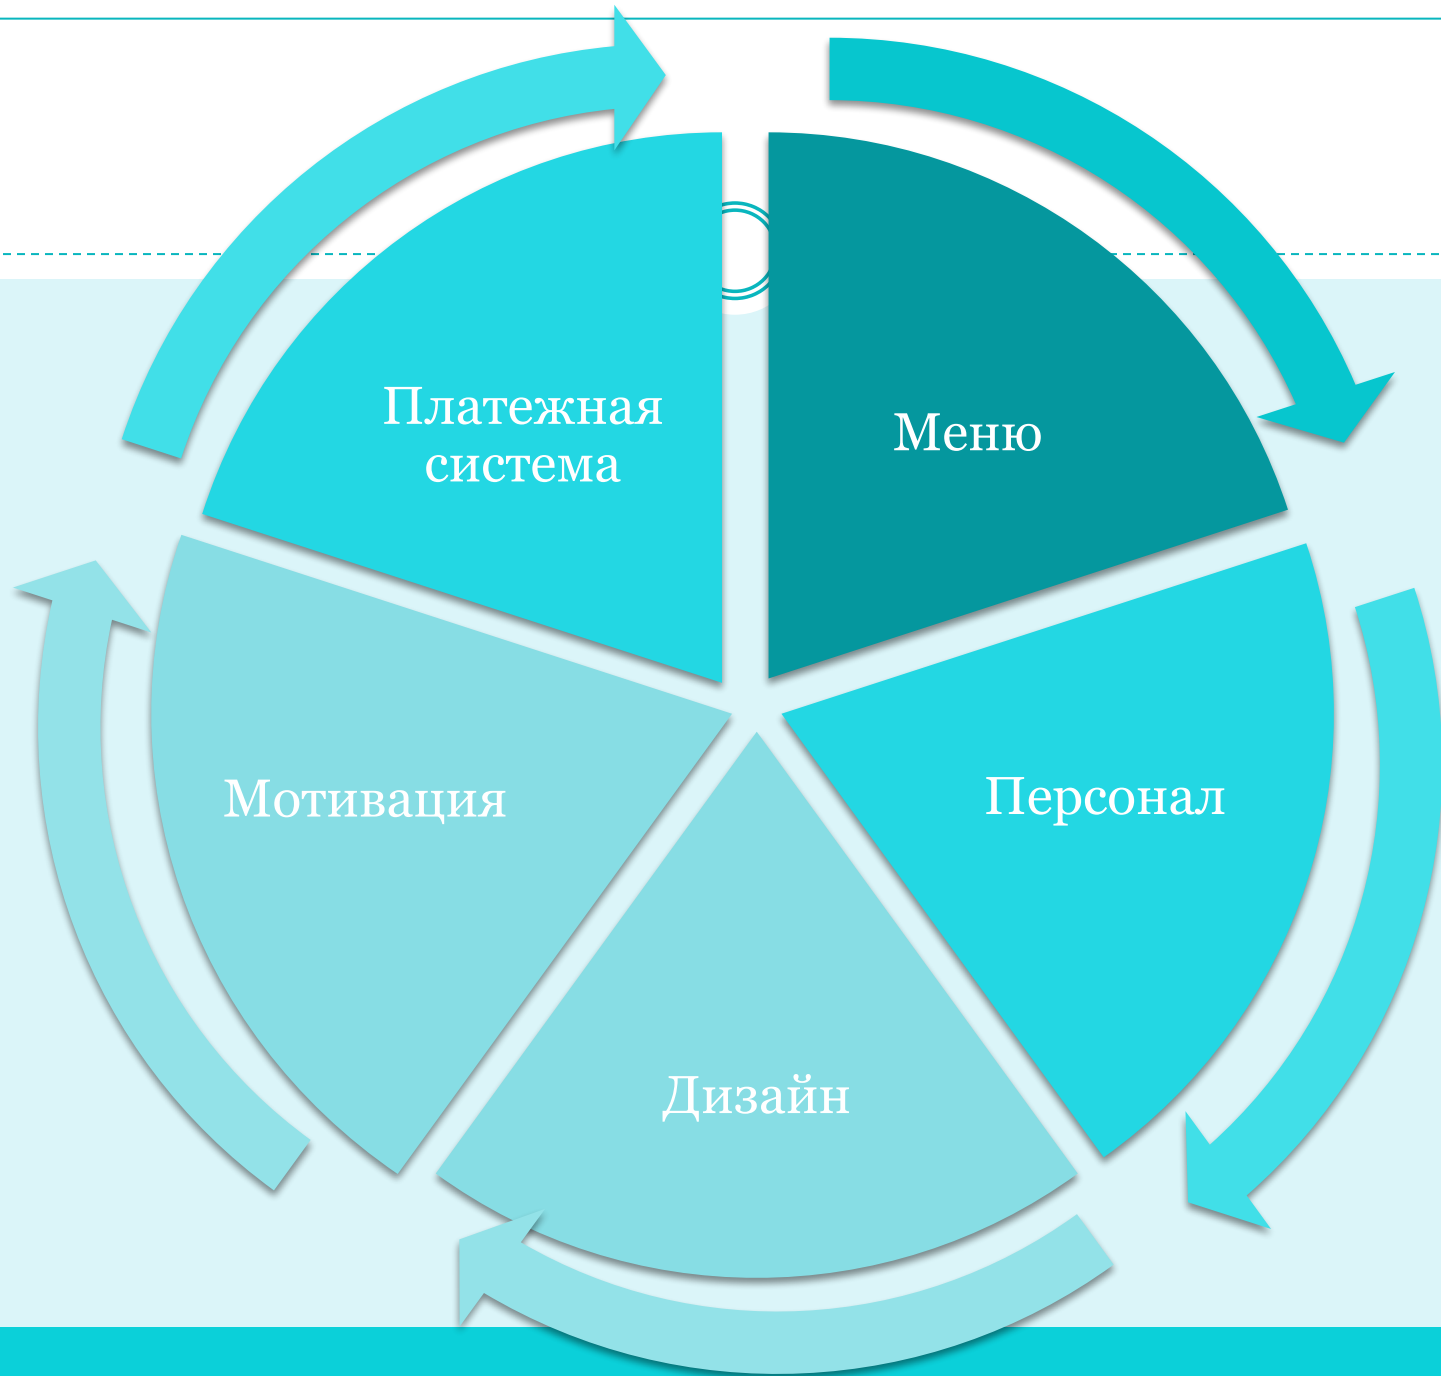 Платежная
система
Меню
Мотивация
Персонал
Дизайн